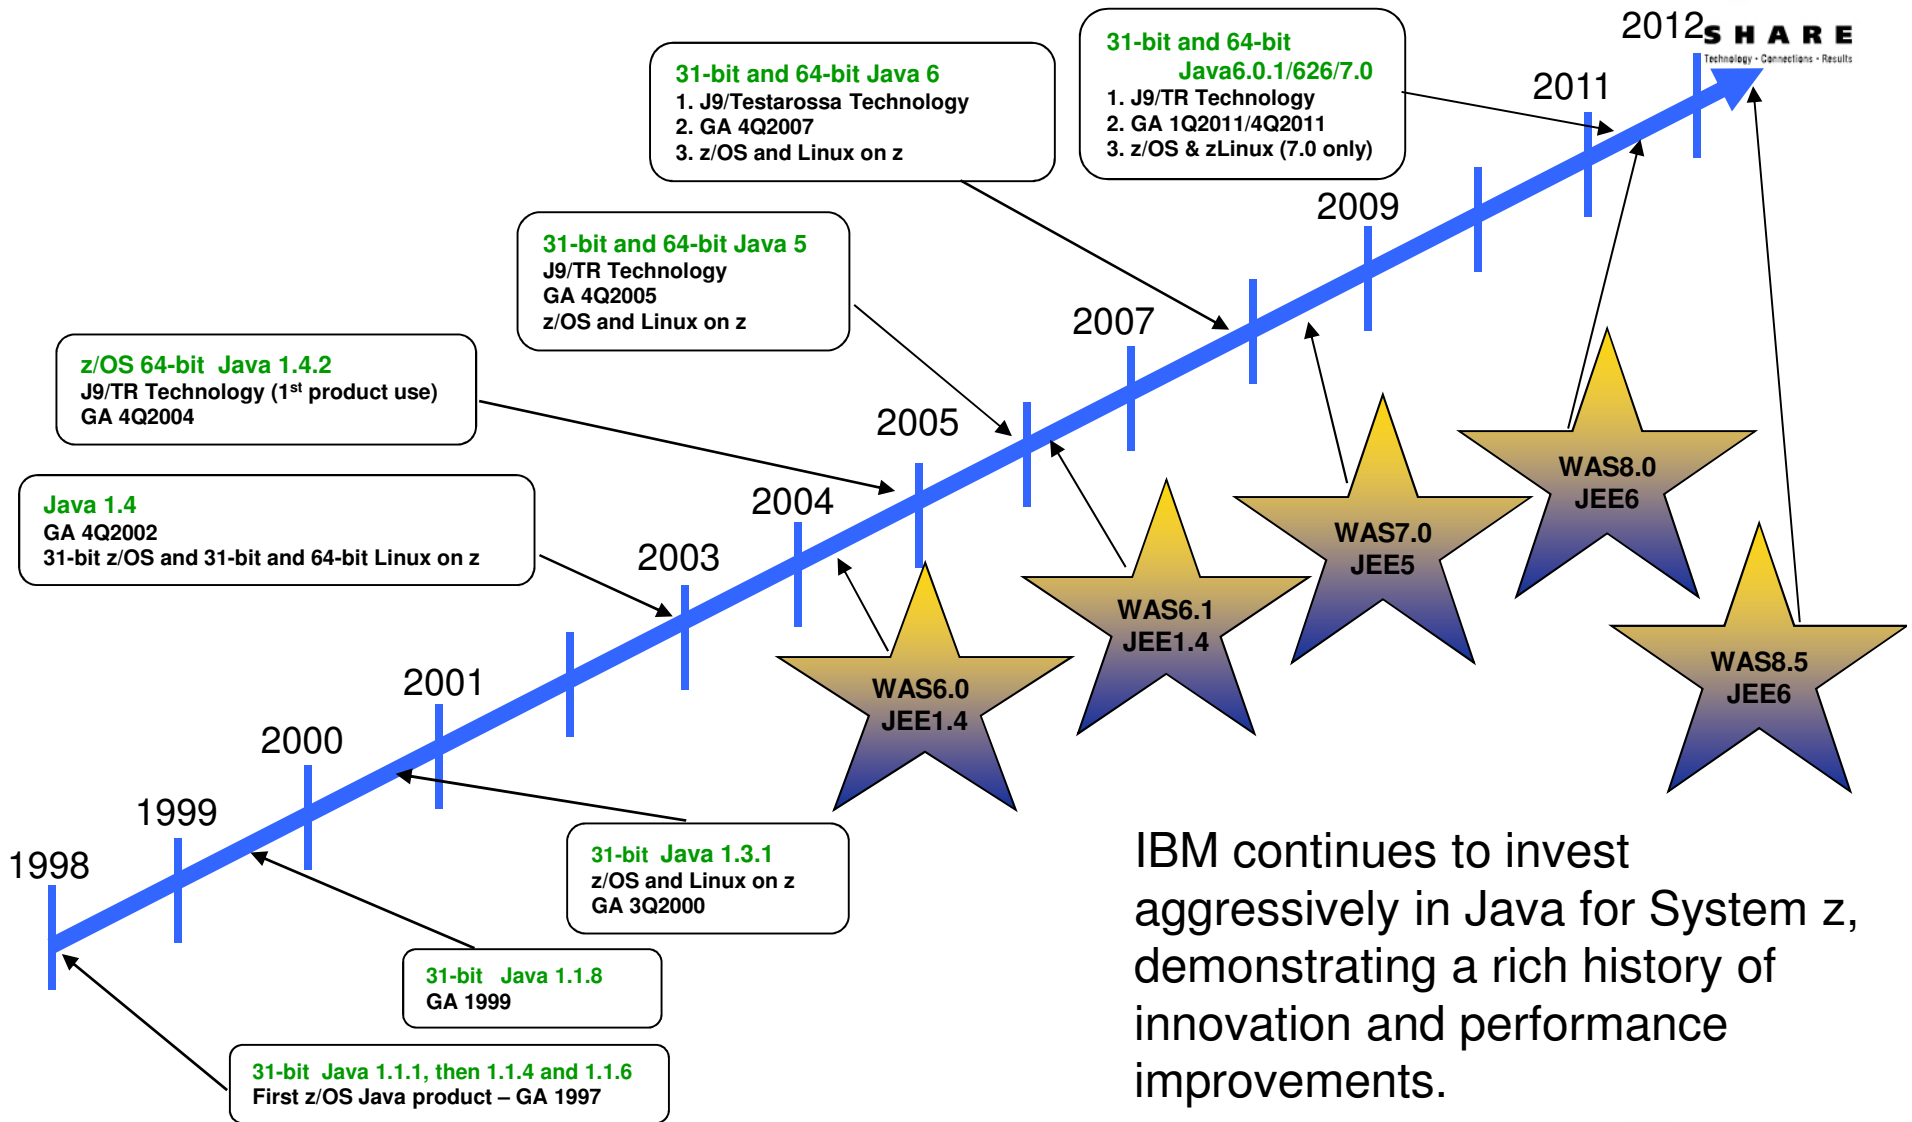 2012
S H A R E
Technology · Connections · Results
31-bit and 64-bit
Java6.0.1/626/7.0
1. J9/TR Technology
2. GA 1Q2011/4Q2011
3. z/OS & zLinux (7.0 only)
2011
31-bit and 64-bit Java 6
1. J9/Testarossa Technology
2. GA 4Q2007
3. z/OS and Linux on z
2009
31-bit and 64-bit Java 5
J9/TR Technology
GA 4Q2005
z/OS and Linux on z
2007
z/OS 64-bit Java 1.4.2
J9/TR Technology (1st product use)
GA 4Q2004
2005
Java 1.4
GA 4Q2002
31-bit z/OS and 31-bit and 64-bit Linux on z
2004
2003
WAS8.0
JEE6
WAS7.0
JEE5
WAS6.1
JEE1.4
WAS8.5
JEE6
WAS6.0
JEE1.4
2001
2000
1999
1998
31-bit Java 1.3.1
z/OS and Linux on z
GA 3Q2000
31-bit Java 1.1.8
GA 1999
31-bit Java 1.1.1, then 1.1.4 and 1.1.6
First z/OS Java product – GA 1997
IBM continues to invest
aggressively in Java for System z,
demonstrating a rich history of
innovation and performance
improvements.